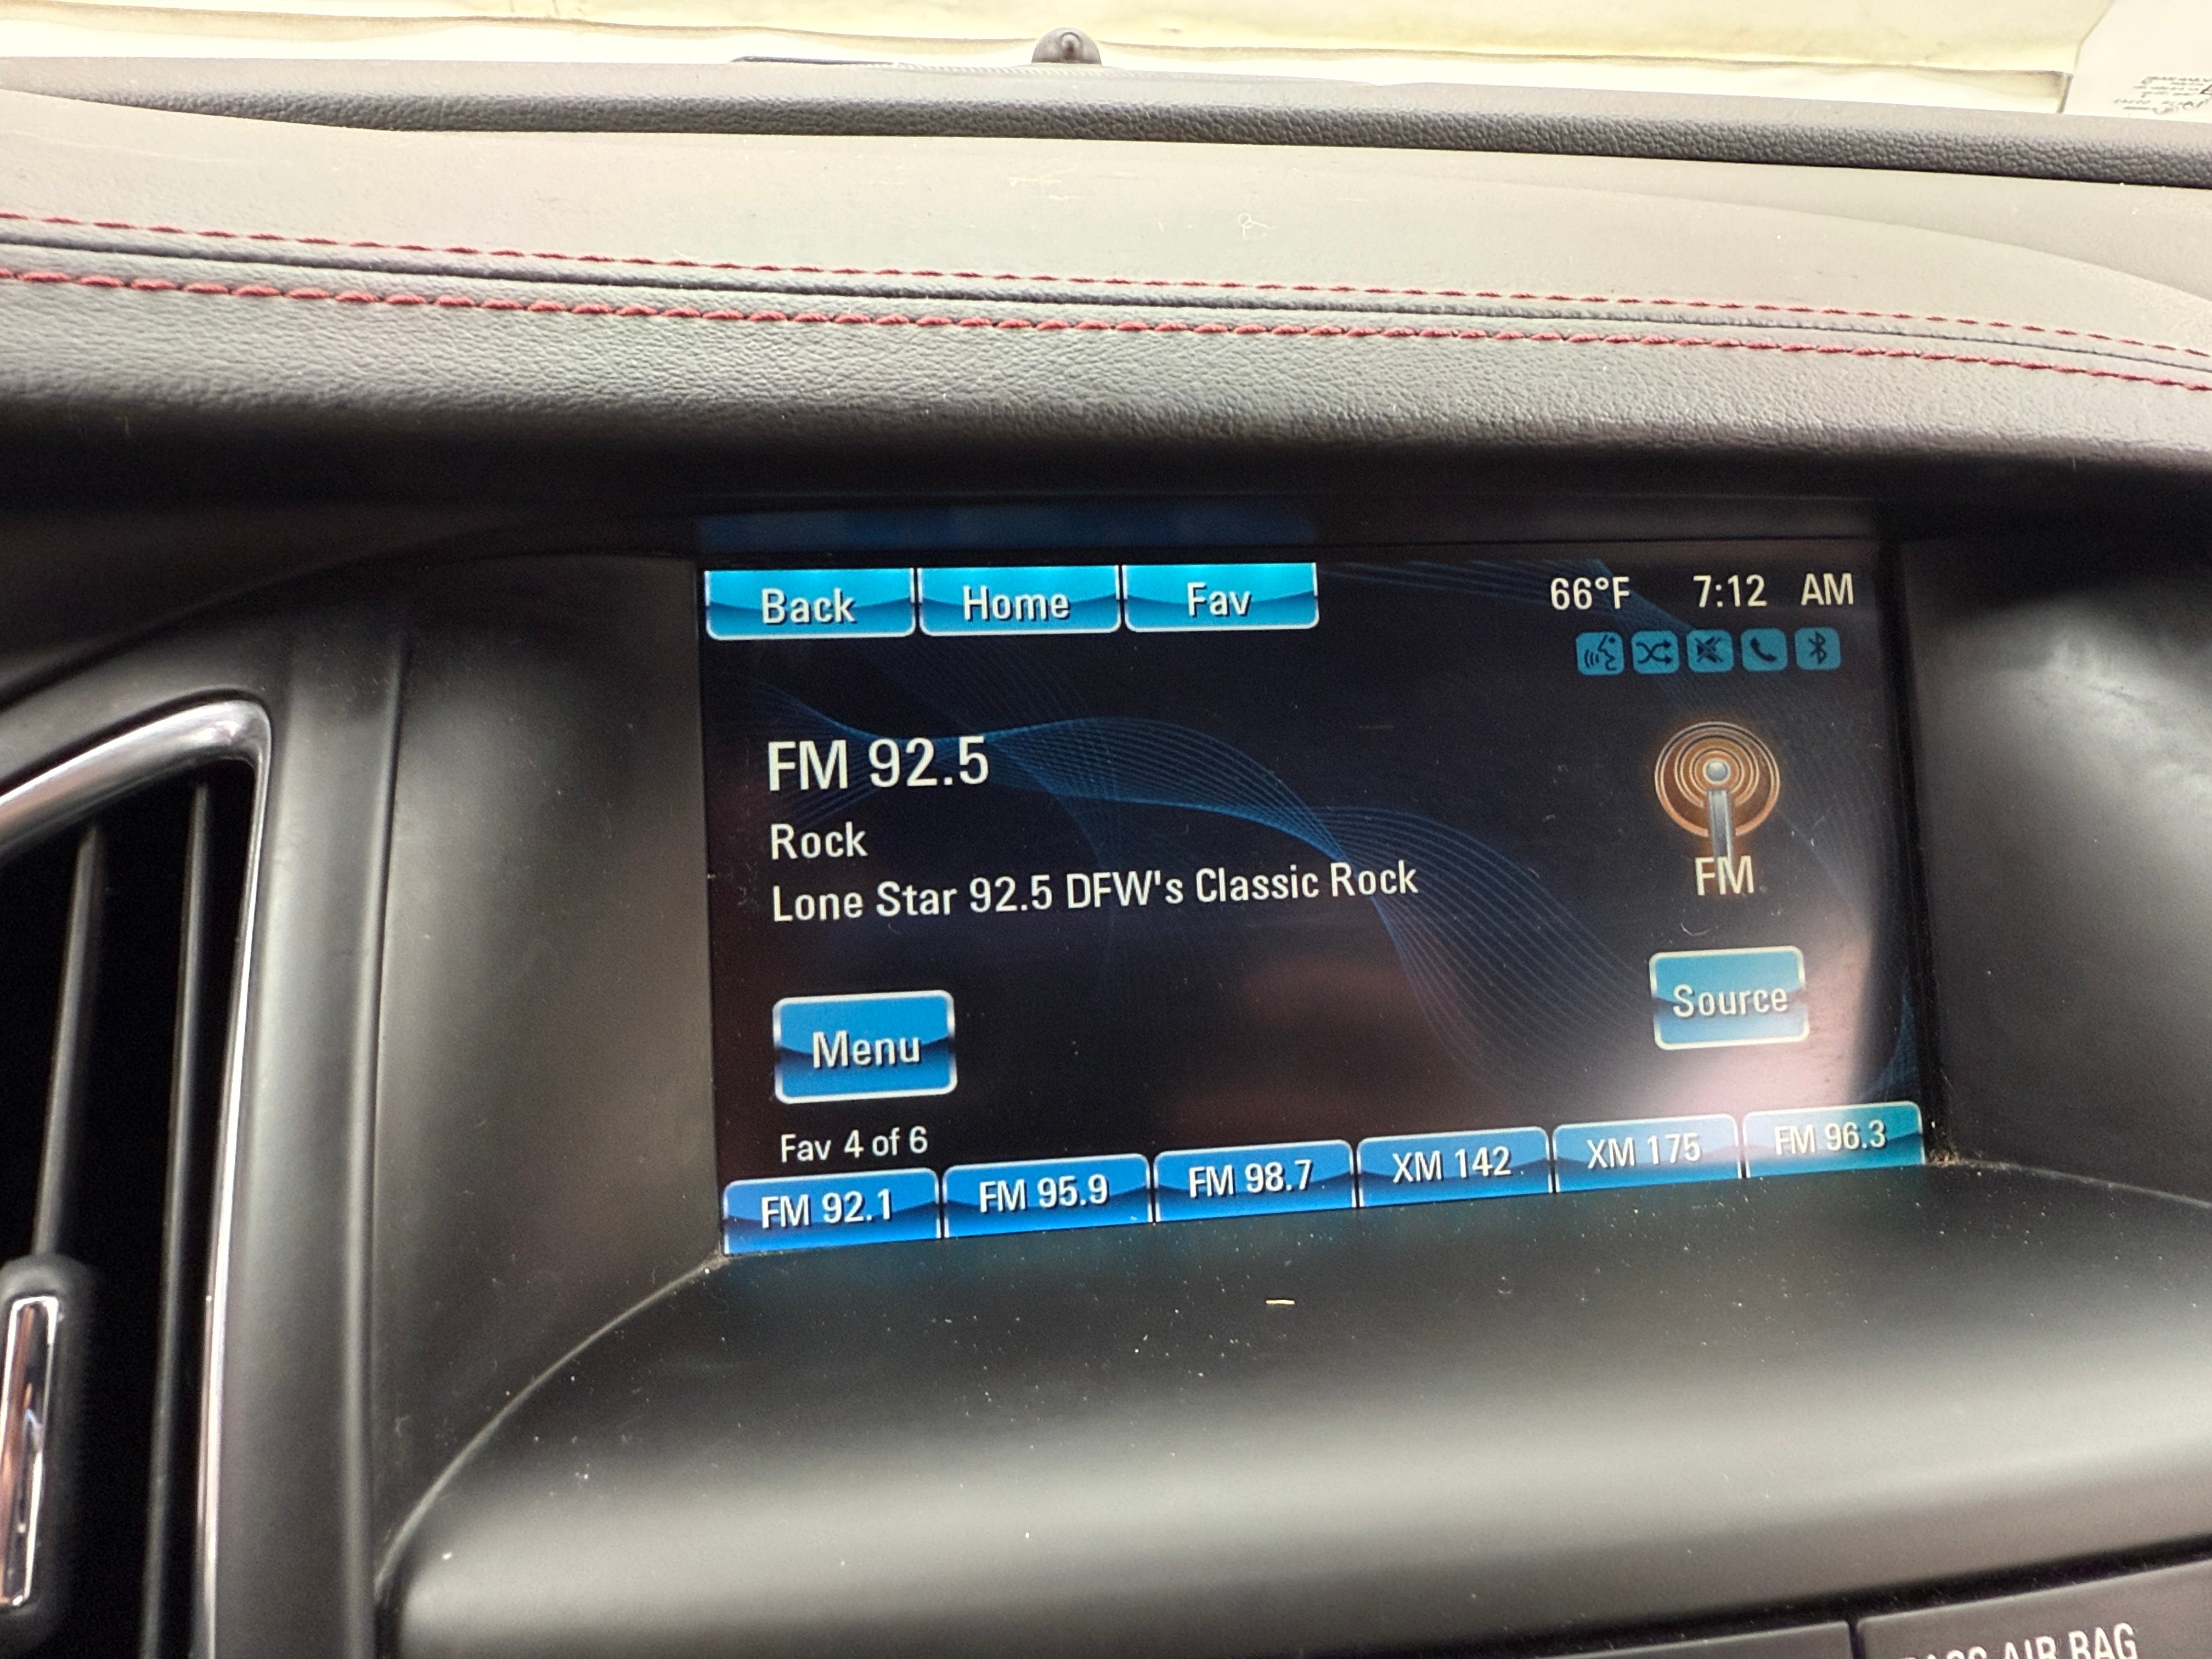 Back Home Fav 66°F 7:12 AM
FM 92.5
Rock
Lone Star 92.5 DFW's Classic Rock
FM
Source
Menu
Fav 4 of 6
FM 92.1 FM 95.9 FM 98.7 XM 142 XM 175 FM 96.3
AIR BAG